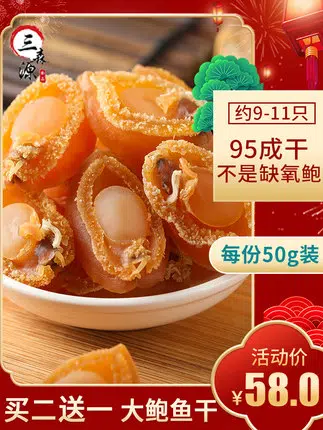 三森源
约9-11只
95成干
不是缺氧鲍
每份50g装
活动价
¥58.0
买二送一 大鲍鱼干